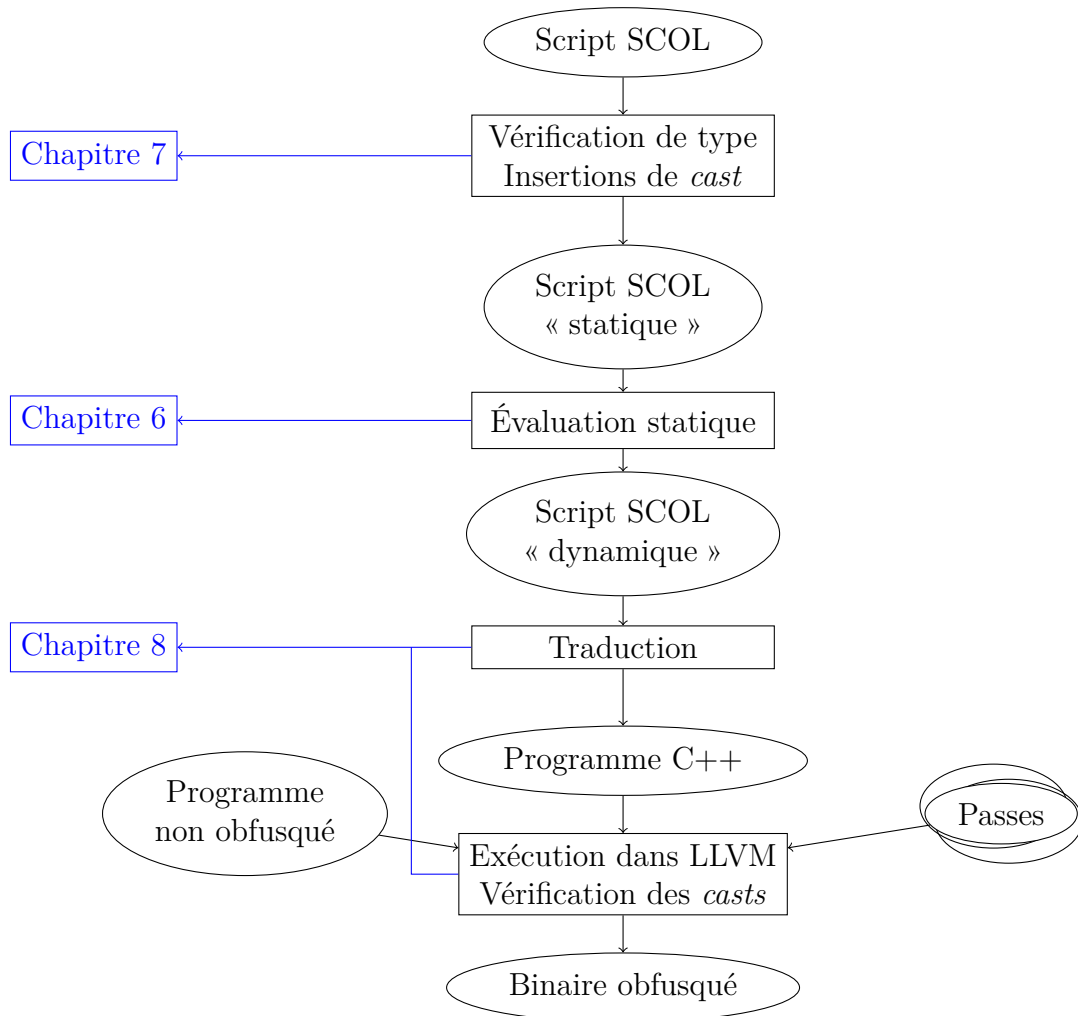 Script SCOL
Chapitre 7
Vérification de type
Insertions de cast
Script SCOL
« statique »
Chapitre 6
Évaluation statique
Script SCOL
« dynamique »
Chapitre 8
Traduction
Programme C++
Programme
non obfusqué
Passes
Exécution dans LLVM
Vérification des casts
Binaire obfusqué